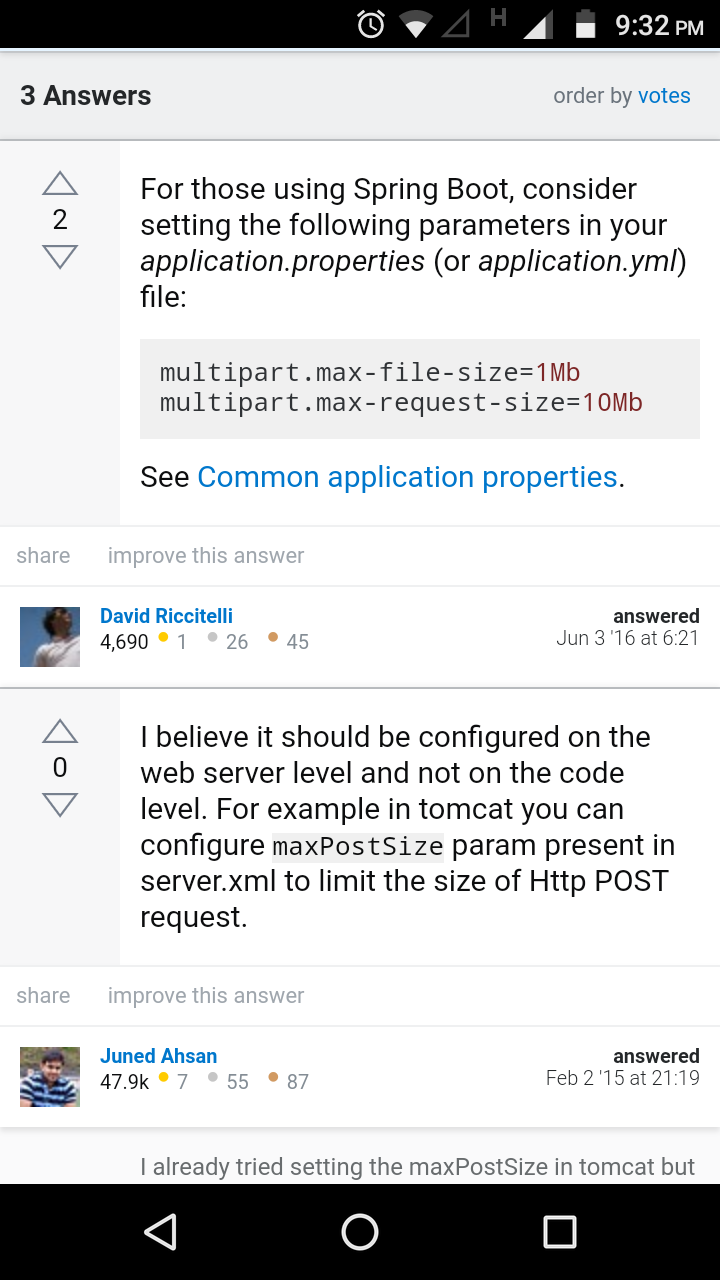 H 9:32 PM
3 Answers order by votes
2
For those using Spring Boot, consider
setting the following parameters in your
application.properties (or application.yml)
file:
multipart.max-file-size=1Mb
multipart.max-request-size=10Mb
See Common application properties.
share improve this answer
David Riccitelli answered
4,690 1 26 45 Jun 3 '16 at 6:21
0
I believe it should be configured on the
web server level and not on the code
level. For example in tomcat you can
configure maxPostSize param present in
server.xml to limit the size of Http POST
request.
share improve this answer
Juned Ahsan answered
47.9k 7 55 87 Feb 2 '15 at 21:19
I already tried setting the maxPostSize in tomcat but